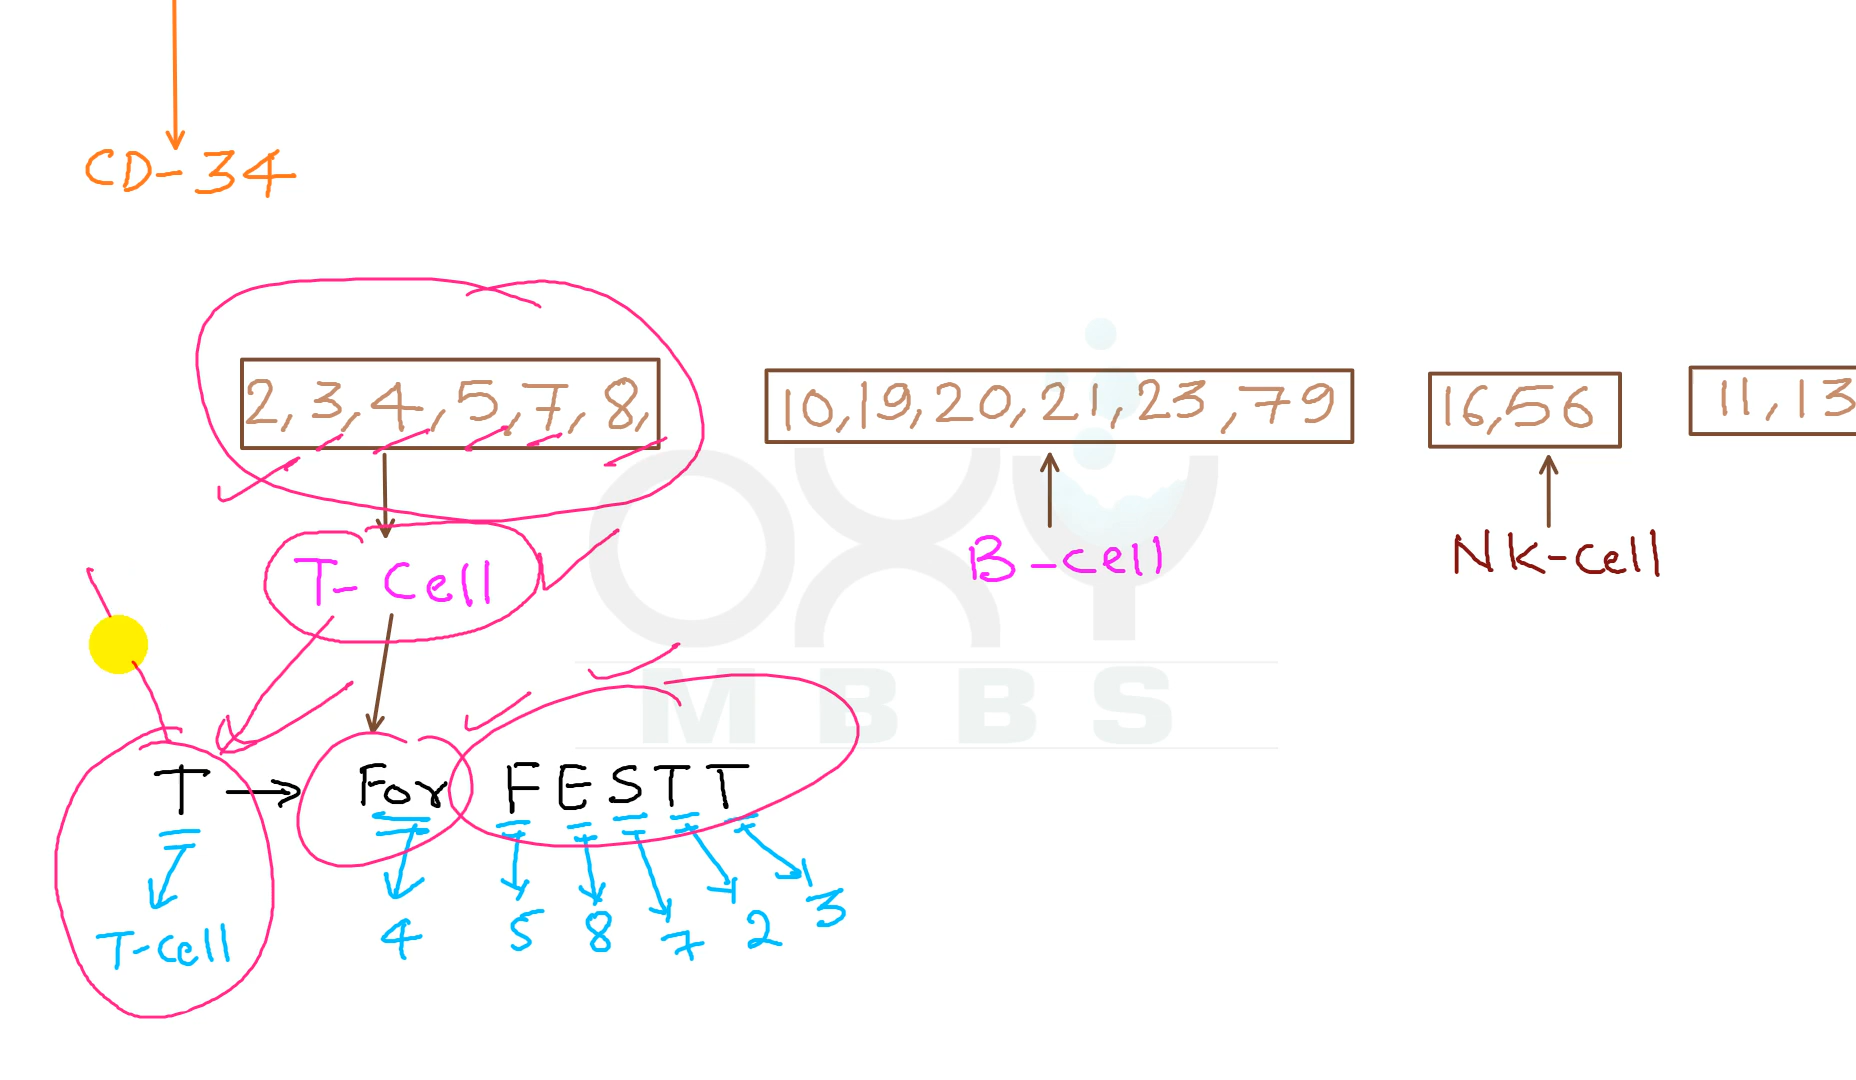 CD-34
2, 3, 4, 5, 7, 8,
10, 19, 20, 21, 23, 79
16, 56
11, 13
T-Cell
B-cell
NK-cell
OXY
MBBS
T → For FESTT
T-cell 4 5 8 7 2 3